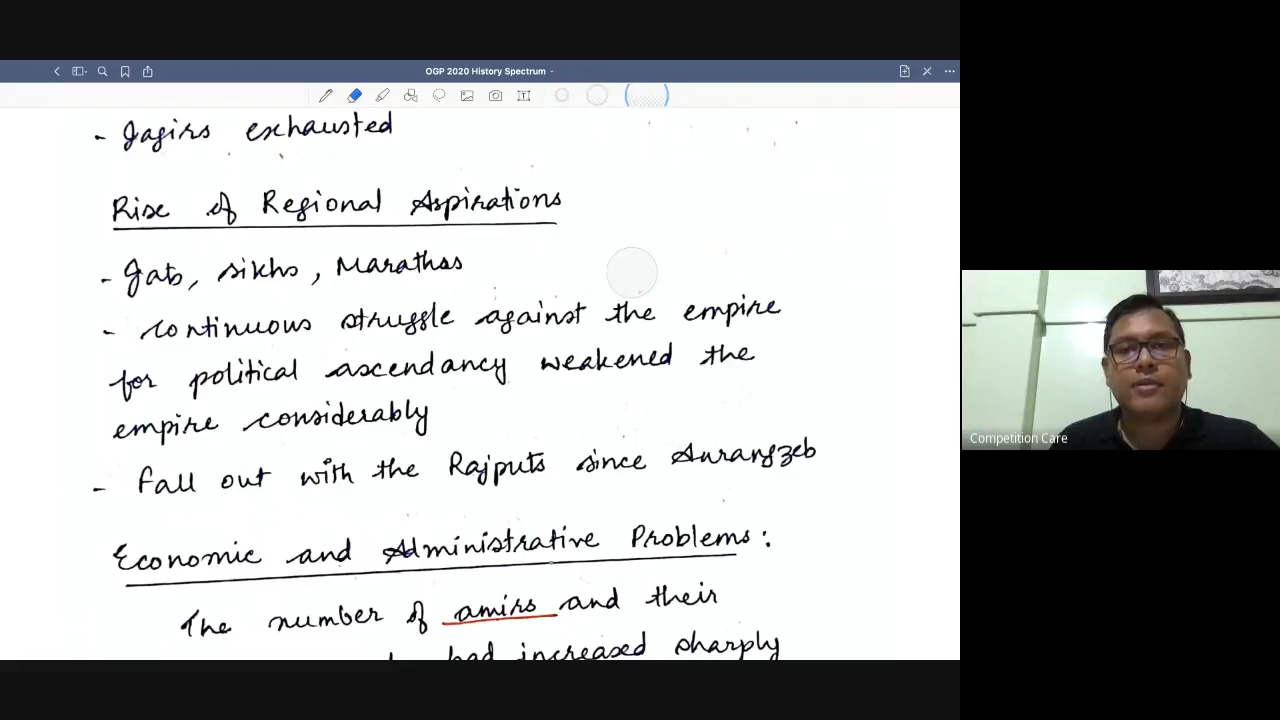 OGP 2020 History Spectrum
- Jagirs exhausted
Rise of Regional Aspirations
- Jats, Sikhs, Marathas
- Continuous struggle against the empire
for political ascendancy weakened the
empire considerably
- Fall out with the Rajputs since Aurangzeb
Economic and Administrative Problems:
The number of amirs and their
had increased sharply
Competition Care